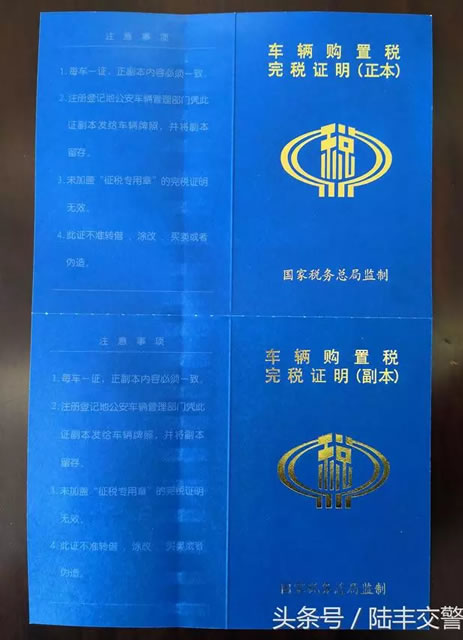 注意事项
1.每车一证，正副本内容必须一致。
2.注册登记地公安车辆管理部门凭此
证副本发给车辆牌照，并将副本
留存。
3.未加盖“征税专用章”的完税证明
无效。
4.此证不准转借、涂改、买卖或者
伪造。
车辆购置税
完税证明(正本)
税
国家税务总局监制
注意事项
1.每车一证，正副本内容必须一致。
2.注册登记地公安车辆管理部门凭此
证副本发给车辆牌照，并将副本
留存。
3.未加盖“征税专用章”的完税证明
无效。
4.此证不准转借、涂改、买卖或者
伪造。
车辆购置税
完税证明(副本)
税
国家税务总局监制
头条号/陆丰交警